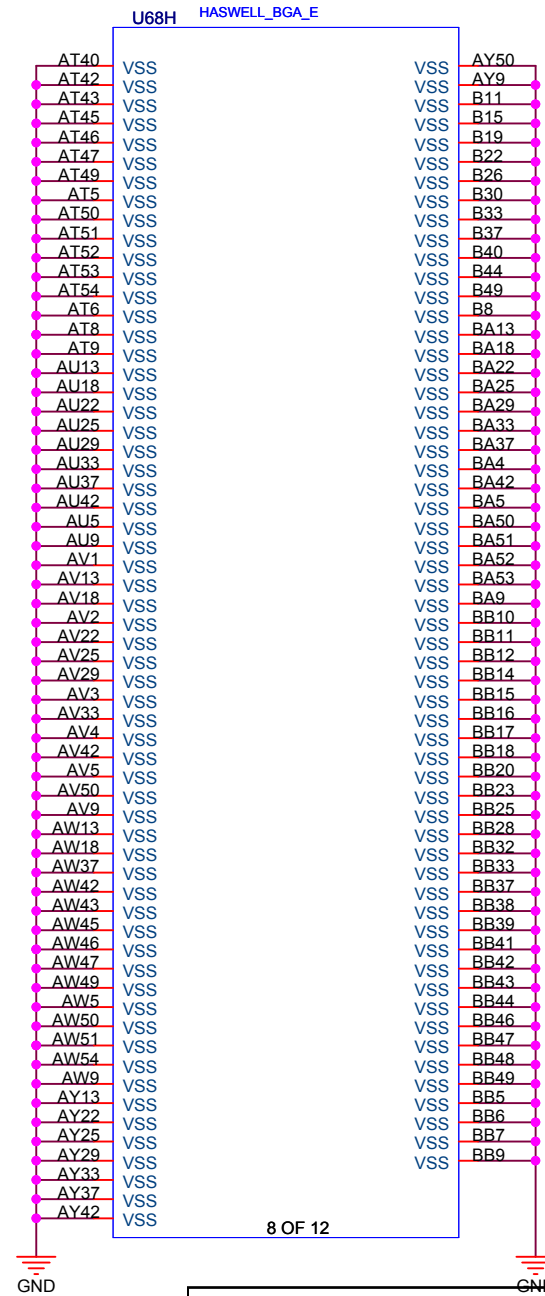 U68H HASWELL_BGA_E
AT40 VSS VSS AY50
AT42 VSS VSS AY9
AT43 VSS VSS B11
AT45 VSS VSS B15
AT46 VSS VSS B19
AT47 VSS VSS B22
AT49 VSS VSS B26
AT5 VSS VSS B30
AT50 VSS VSS B33
AT51 VSS VSS B37
AT52 VSS VSS B40
AT53 VSS VSS B44
AT54 VSS VSS B49
AT6 VSS VSS B8
AT8 VSS VSS BA13
AT9 VSS VSS BA18
AU13 VSS VSS BA22
AU18 VSS VSS BA25
AU22 VSS VSS BA29
AU25 VSS VSS BA33
AU29 VSS VSS BA37
AU33 VSS VSS BA4
AU37 VSS VSS BA42
AU42 VSS VSS BA5
AU5 VSS VSS BA50
AU9 VSS VSS BA51
AV1 VSS VSS BA52
AV13 VSS VSS BA53
AV18 VSS VSS BA9
AV2 VSS VSS BB10
AV22 VSS VSS BB11
AV25 VSS VSS BB12
AV29 VSS VSS BB14
AV3 VSS VSS BB15
AV33 VSS VSS BB16
AV4 VSS VSS BB17
AV42 VSS VSS BB18
AV5 VSS VSS BB20
AV50 VSS VSS BB23
AV9 VSS VSS BB25
AW13 VSS VSS BB28
AW18 VSS VSS BB32
AW37 VSS VSS BB33
AW42 VSS VSS BB37
AW43 VSS VSS BB38
AW45 VSS VSS BB39
AW46 VSS VSS BB41
AW47 VSS VSS BB42
AW49 VSS VSS BB43
AW5 VSS VSS BB44
AW50 VSS VSS BB46
AW51 VSS VSS BB47
AW54 VSS VSS BB48
AW9 VSS VSS BB49
AY13 VSS VSS BB5
AY22 VSS VSS BB6
AY25 VSS VSS BB7
AY29 VSS VSS BB9
AY33 VSS
AY37 VSS
AY42 VSS
8 OF 12
GND GND